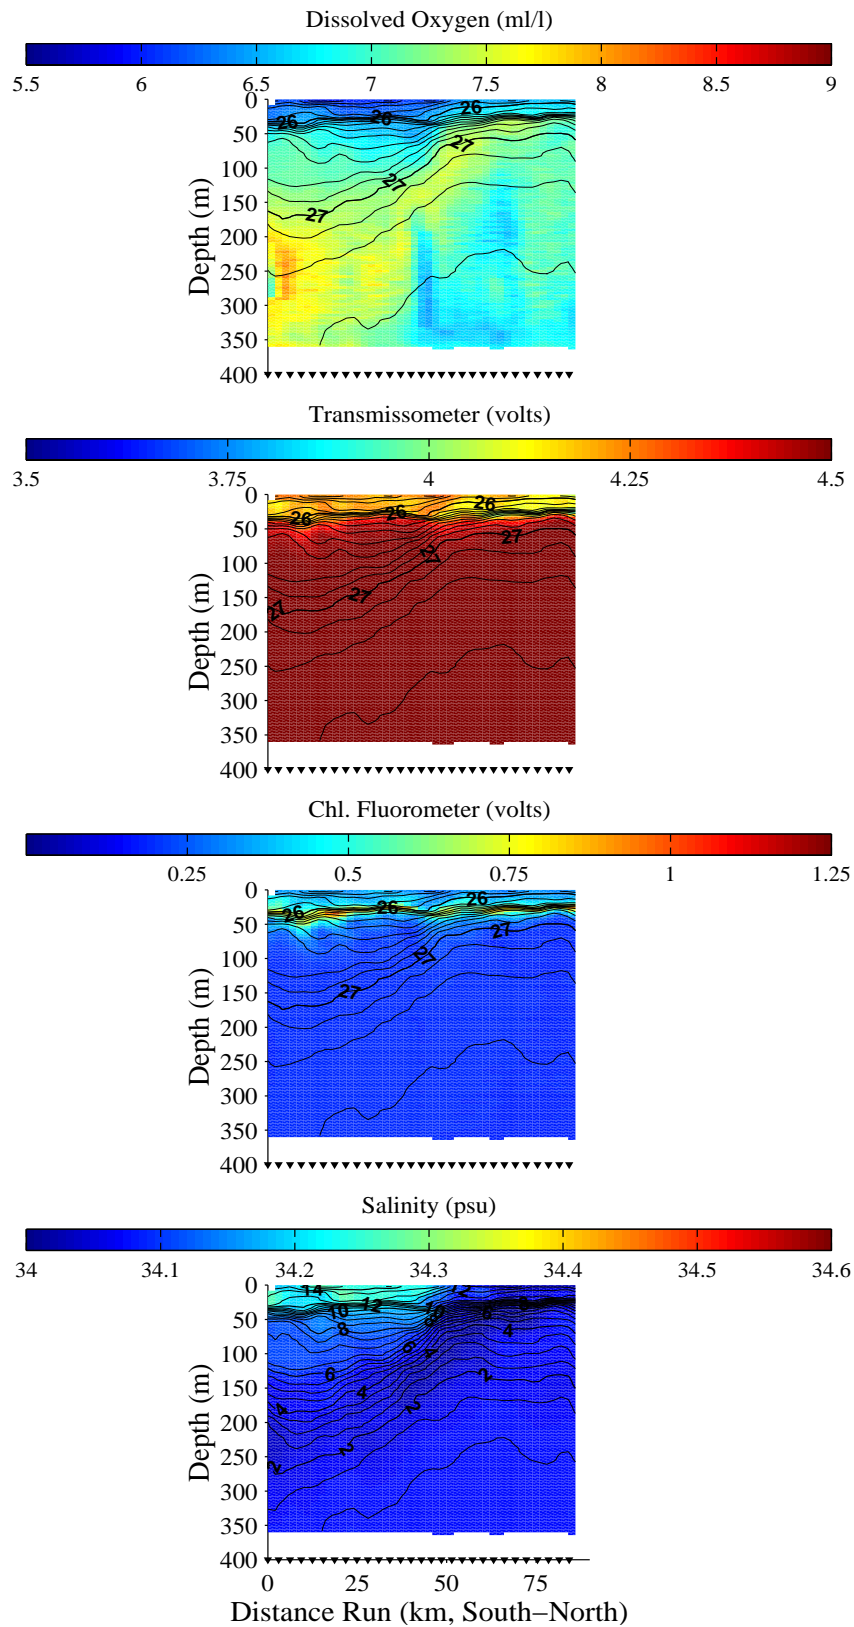 Dissolved Oxygen (ml/l)
5.5 6 6.5 7 7.5 8 8.5 9
0
50
100
150
200
250
300
350
400
Depth (m)
26 26 26
27 27 27
Transmissometer (volts)
3.5 3.75 4 4.25 4.5
0
50
100
150
200
250
300
350
400
Depth (m)
26 26 26
27 27 27 27
Chl. Fluorometer (volts)
0.25 0.5 0.75 1 1.25
0
50
100
150
200
250
300
350
400
Depth (m)
26 26 26
27 27 27
Salinity (psu)
34 34.1 34.2 34.3 34.4 34.5 34.6
0
50
100
150
200
250
300
350
400
Depth (m)
14 12 12
10 10
8 8 6
6 4 4
6 4 2
4 2
2 2
0 25 50 75
Distance Run (km, South−North)